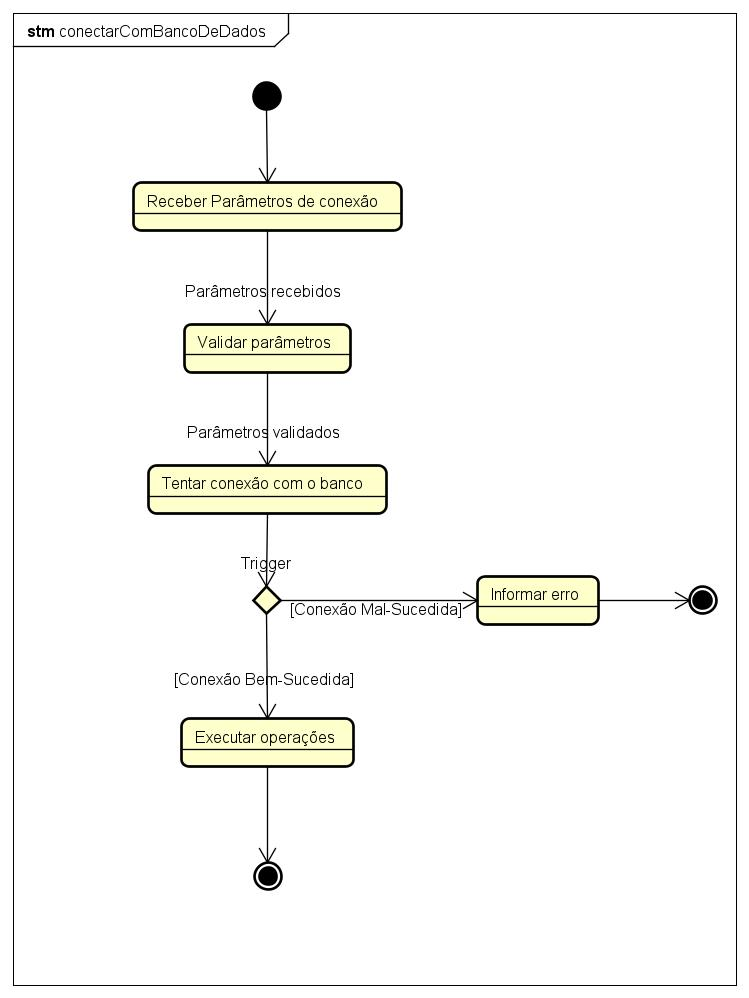 stm conectarComBancoDeDados
Receber Parâmetros de conexão
Parâmetros recebidos
Validar parâmetros
Parâmetros validados
Tentar conexão com o banco
Trigger
Informar erro
[Conexão Mal-Sucedida]
[Conexão Bem-Sucedida]
Executar operações